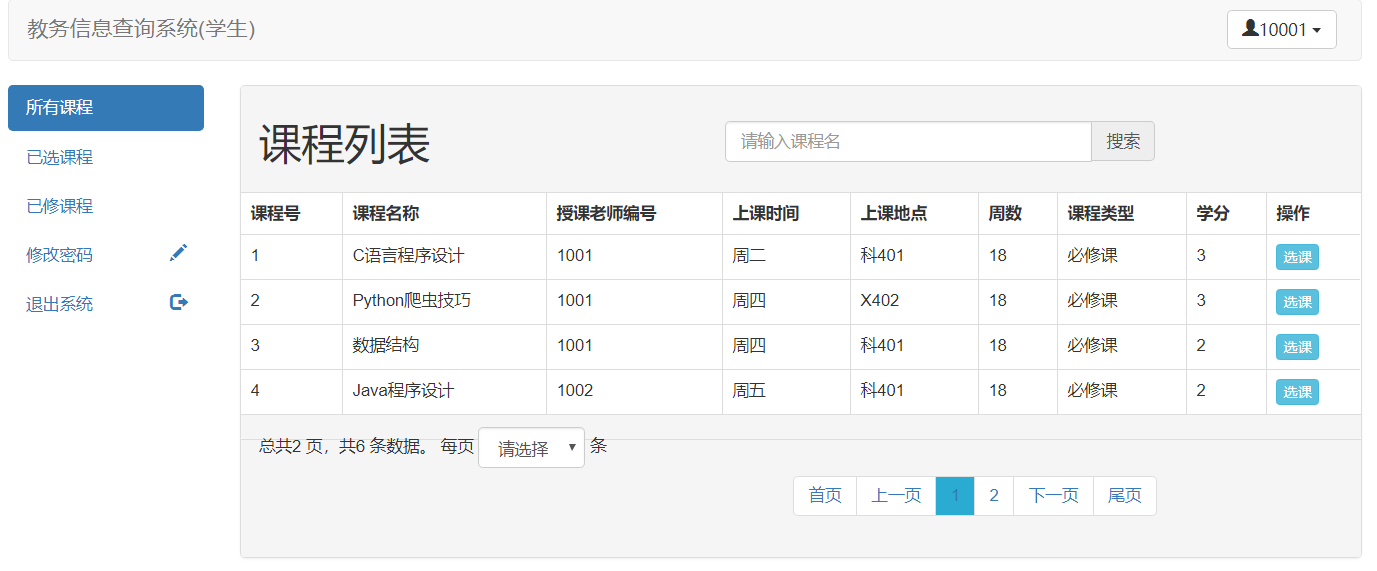 教务信息查询系统(学生)
10001
所有课程
已选课程
已修课程
修改密码
退出系统
课程列表
请输入课程名 搜索
课程号 课程名称 授课老师编号 上课时间 上课地点 周数 课程类型 学分 操作
1 C语言程序设计 1001 周二 科401 18 必修课 3 选课
2 Python爬虫技巧 1001 周四 X402 18 必修课 3 选课
3 数据结构 1001 周四 科401 18 必修课 2 选课
4 Java程序设计 1002 周五 科401 18 必修课 2 选课
总共2 页，共6 条数据。 每页 请选择 条
首页 上一页 1 2 下一页 尾页